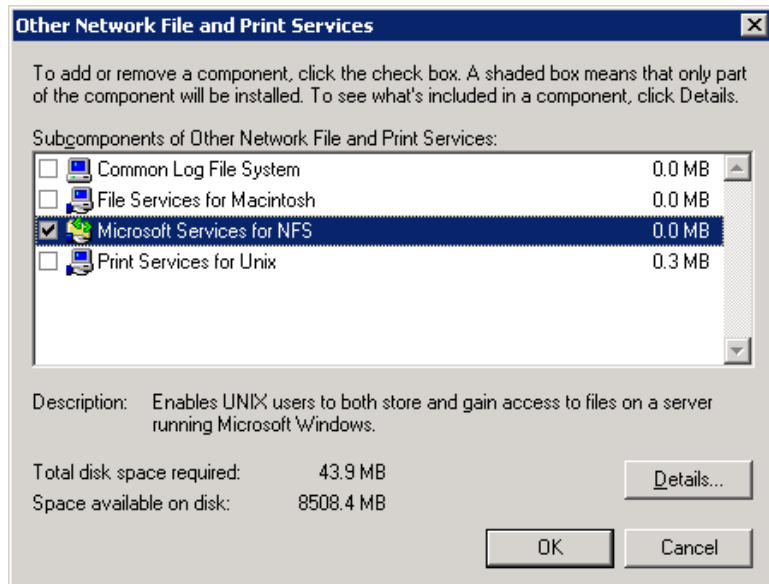 Other Network File and Print Services
To add or remove a component, click the check box. A shaded box means that only part
of the component will be installed. To see what's included in a component, click Details.
Subcomponents of Other Network File and Print Services:
Common Log File System 0.0 MB
File Services for Macintosh 0.0 MB
Microsoft Services for NFS 0.0 MB
Print Services for Unix 0.3 MB
Description: Enables UNIX users to both store and gain access to files on a server
running Microsoft Windows.
Total disk space required: 43.9 MB
Space available on disk: 8508.4 MB
Details...
OK Cancel